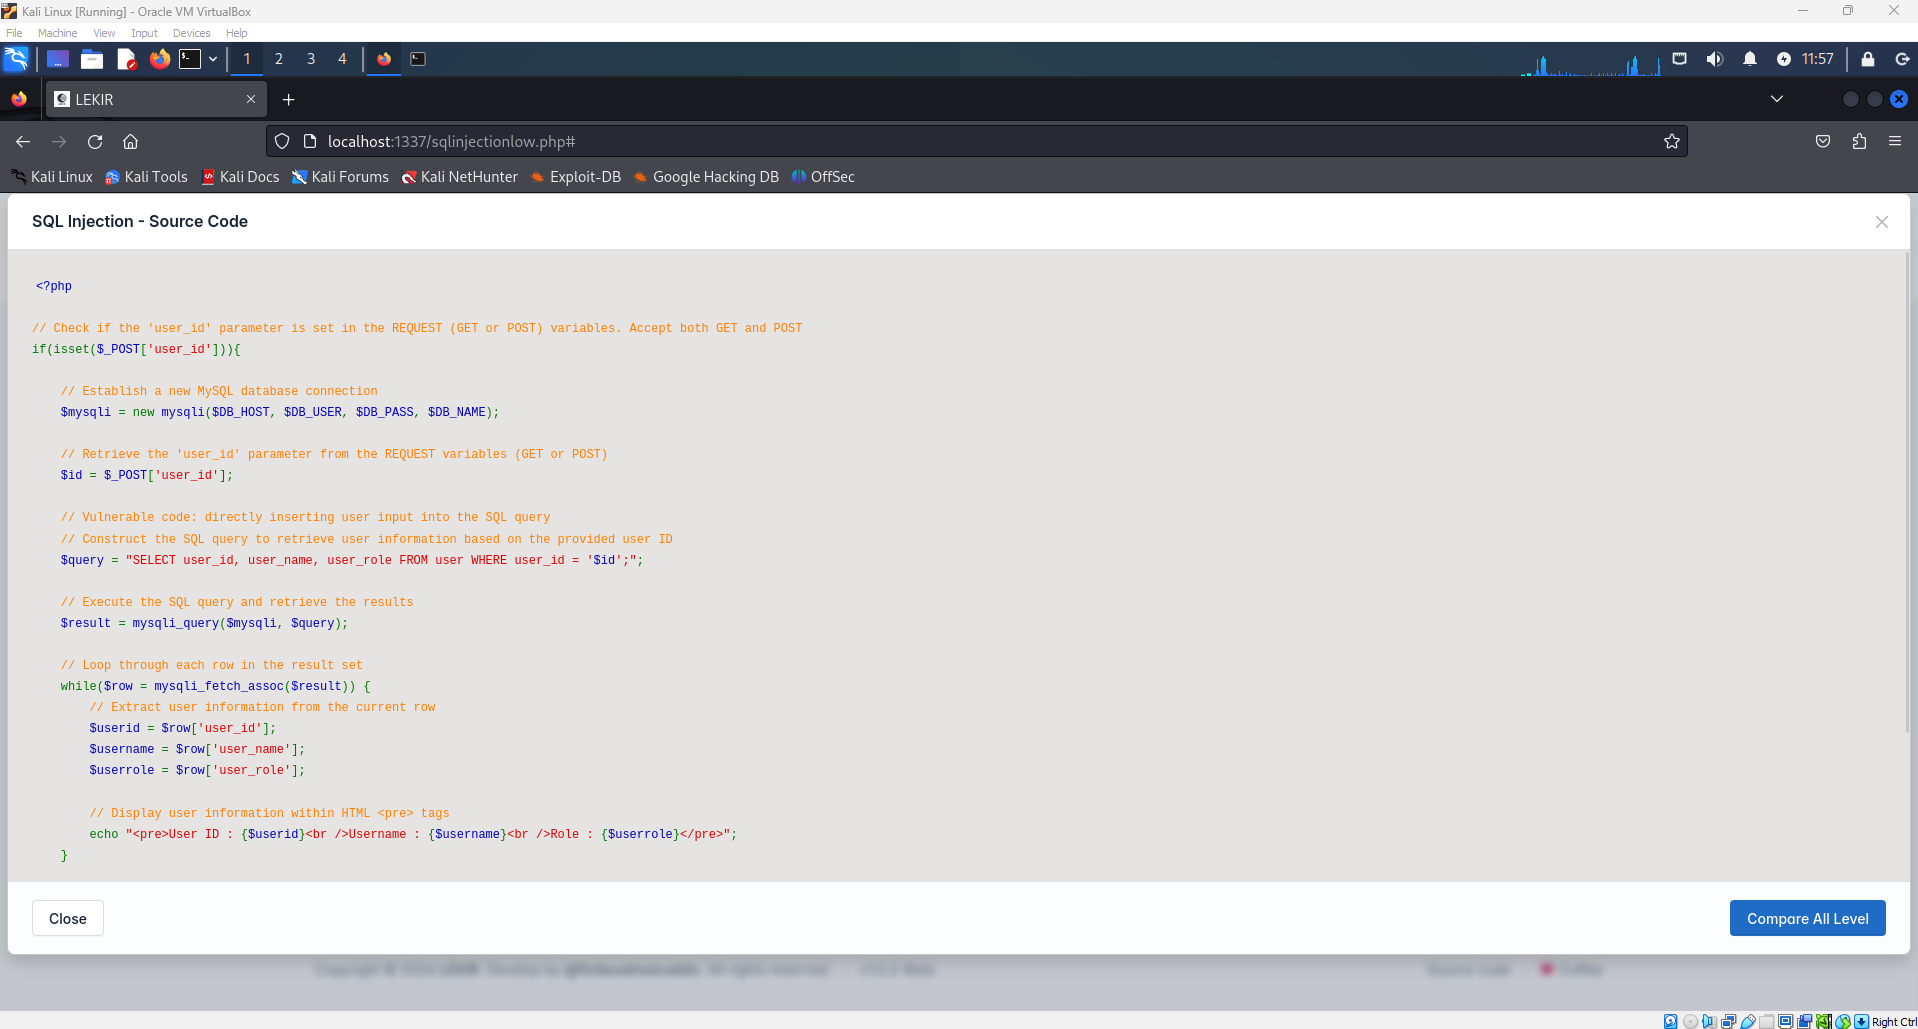 Kali Linux [Running] - Oracle VM VirtualBox
File Machine View Input Devices Help
1 2 3 4 11:57
LEKIR
localhost:1337/sqlinjectionlow.php#
Kali Linux Kali Tools Kali Docs Kali Forums Kali NetHunter Exploit-DB Google Hacking DB OffSec
SQL Injection - Source Code
<?php
// Check if the 'user_id' parameter is set in the REQUEST (GET or POST) variables. Accept both GET and POST
if(isset($_POST['user_id'])){
// Establish a new MySQL database connection
$mysqli = new mysqli($DB_HOST, $DB_USER, $DB_PASS, $DB_NAME);
// Retrieve the 'user_id' parameter from the REQUEST variables (GET or POST)
$id = $_POST['user_id'];
// Vulnerable code: directly inserting user input into the SQL query
// Construct the SQL query to retrieve user information based on the provided user ID
$query = "SELECT user_id, user_name, user_role FROM user WHERE user_id = '$id';";
// Execute the SQL query and retrieve the results
$result = mysqli_query($mysqli, $query);
// Loop through each row in the result set
while($row = mysqli_fetch_assoc($result)) {
// Extract user information from the current row
$userid = $row['user_id'];
$username = $row['user_name'];
$userrole = $row['user_role'];
// Display user information within HTML <pre> tags
echo "<pre>User ID : {$userid}<br />Username : {$username}<br />Role : {$userrole}</pre>";
}
Close Compare All Level
Right Ctrl